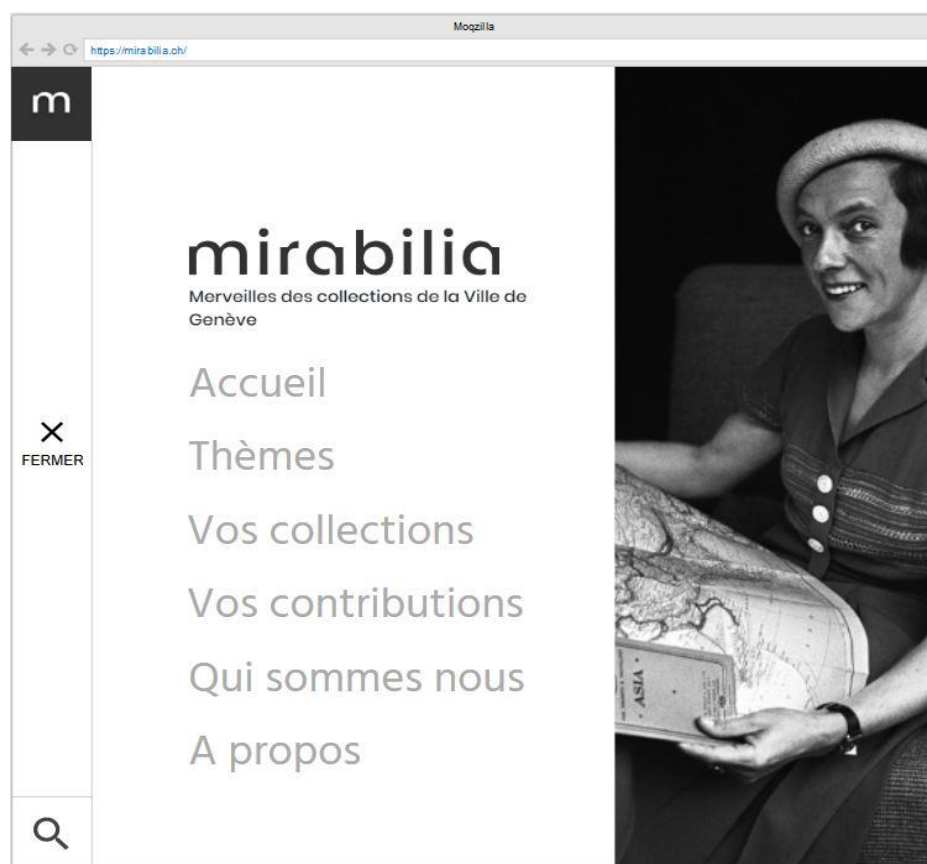 Moqzilla
https://mirabilia.ch/
m
mirabilia
Merveilles des collections de la Ville de
Genève
Accueil
Thèmes
FERMER
Vos collections
Vos contributions
Qui sommes nous
A propos
ASIA